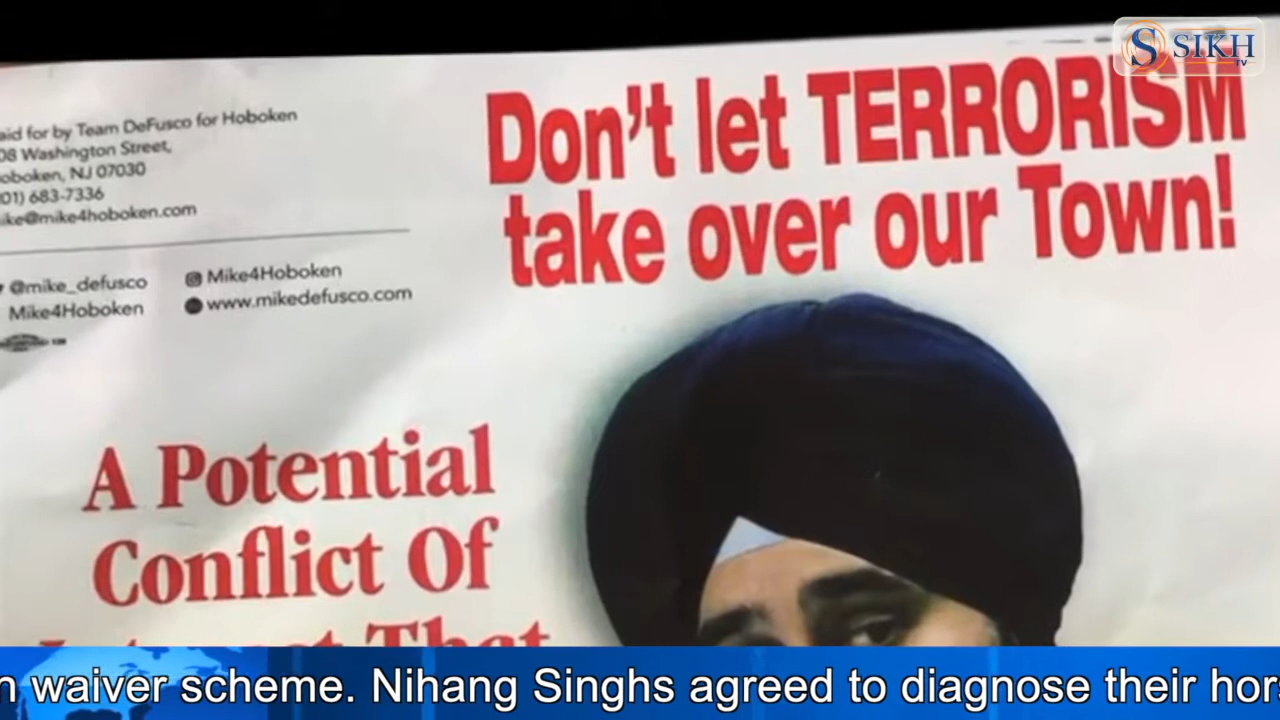 SIKH
TV
aid for by Team DeFusco for Hoboken
08 Washington Street,
oboken, NJ 07030
01) 683-7336
ike@mike4hoboken.com
@mike_defusco
Mike4Hoboken
Mike4Hoboken
www.mikedefusco.com
Don't let TERRORISM
take over our Town!
A Potential
Conflict Of
That
n waiver scheme. Nihang Singhs agreed to diagnose their hors